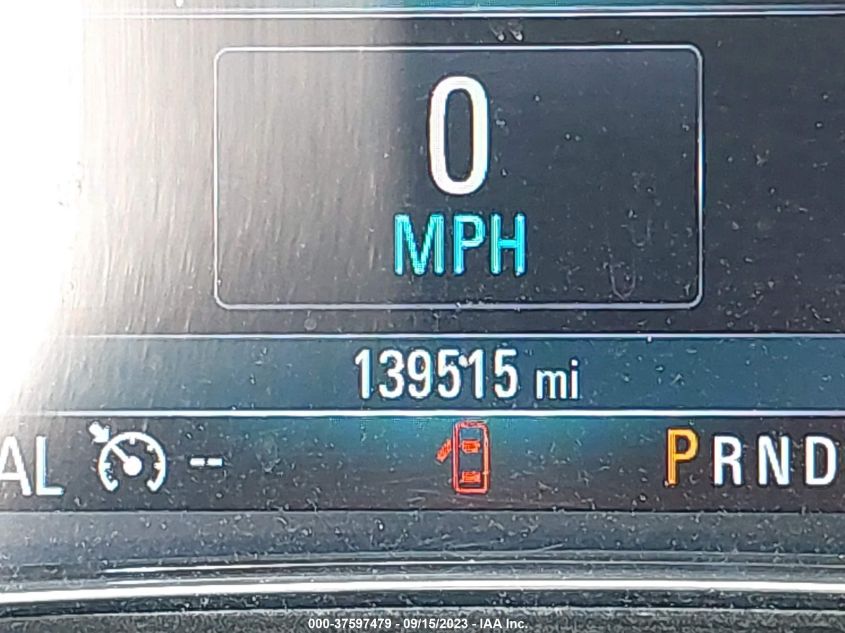 0
MPH
139515 mi
AL -- PRND
000-37597479 - 09/15/2023 - IAA Inc.